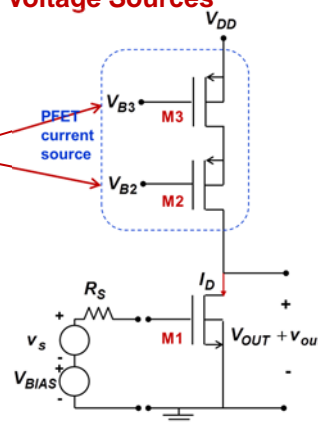 Voltage Sources
V_DD
V_B3
M3
PFET
current
source
V_B2
M2
I_D
R_S
+
+
v_s
M1
V_OUT + v_ou
-
+
V_BIAS
-
-